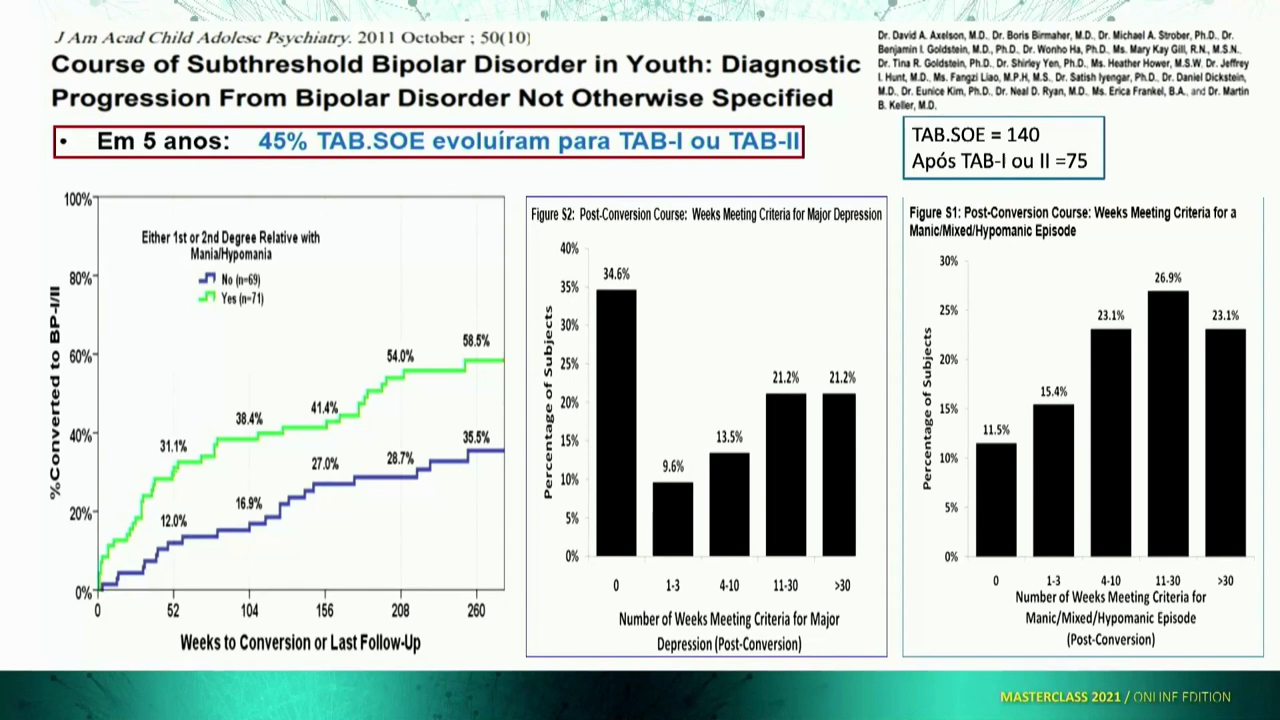 J Am Acad Child Adolesc Psychiatry. 2011 October ; 50(10)
Course of Subthreshold Bipolar Disorder in Youth: Diagnostic
Progression From Bipolar Disorder Not Otherwise Specified
Dr. David A. Axelson, M.D., Dr. Boris Birmaher, M.D., Dr. Michael A. Strober, Ph.D., Dr.
Benjamin I. Goldstein, M.D., Ph.D., Dr. Wonho Ha, Ph.D., Ms. Mary Kay Gill, R.N., M.S.N.,
Dr. Tina R. Goldstein, Ph.D., Dr. Shirley Yen, Ph.D., Ms. Heather Hower, M.S.W, Dr. Jeffrey
I. Hunt, M.D., Ms. Fangzi Liao, M.P.H, M.S., Dr. Satish Iyengar, Ph.D., Dr. Daniel Dickstein,
M.D., Dr. Eunice Kim, Ph.D., Dr. Neal D. Ryan, M.D., Ms. Erica Frankel, B.A., and Dr. Martin
B. Keller, M.D.
• Em 5 anos: 45% TAB.SOE evoluíram para TAB-I ou TAB-II
TAB.SOE = 140
Após TAB-I ou II =75
%Converted to BP-I/II
100%
80%
60%
40%
20%
0%
Either 1st or 2nd Degree Relative with
Mania/Hypomania
No (n=69)
Yes (n=71)
31.1%
38.4%
41.4%
54.0%
58.5%
12.0%
16.9%
27.0%
28.7%
35.5%
0 52 104 156 208 260
Weeks to Conversion or Last Follow-Up
Figure S2: Post-Conversion Course: Weeks Meeting Criteria for Major Depression
Percentage of Subjects
40%
35%
30%
25%
20%
15%
10%
5%
0%
34.6%
9.6%
13.5%
21.2%
21.2%
0 1-3 4-10 11-30 >30
Number of Weeks Meeting Criteria for Major
Depression (Post-Conversion)
Figure S1: Post-Conversion Course: Weeks Meeting Criteria for a
Manic/Mixed/Hypomanic Episode
Percentage of Subjects
30%
25%
20%
15%
10%
5%
0%
11.5%
15.4%
23.1%
26.9%
23.1%
0 1-3 4-10 11-30 >30
Number of Weeks Meeting Criteria for
Manic/Mixed/Hypomanic Episode
(Post-Conversion)
MASTERCLASS 2021 / ONLINE EDITION